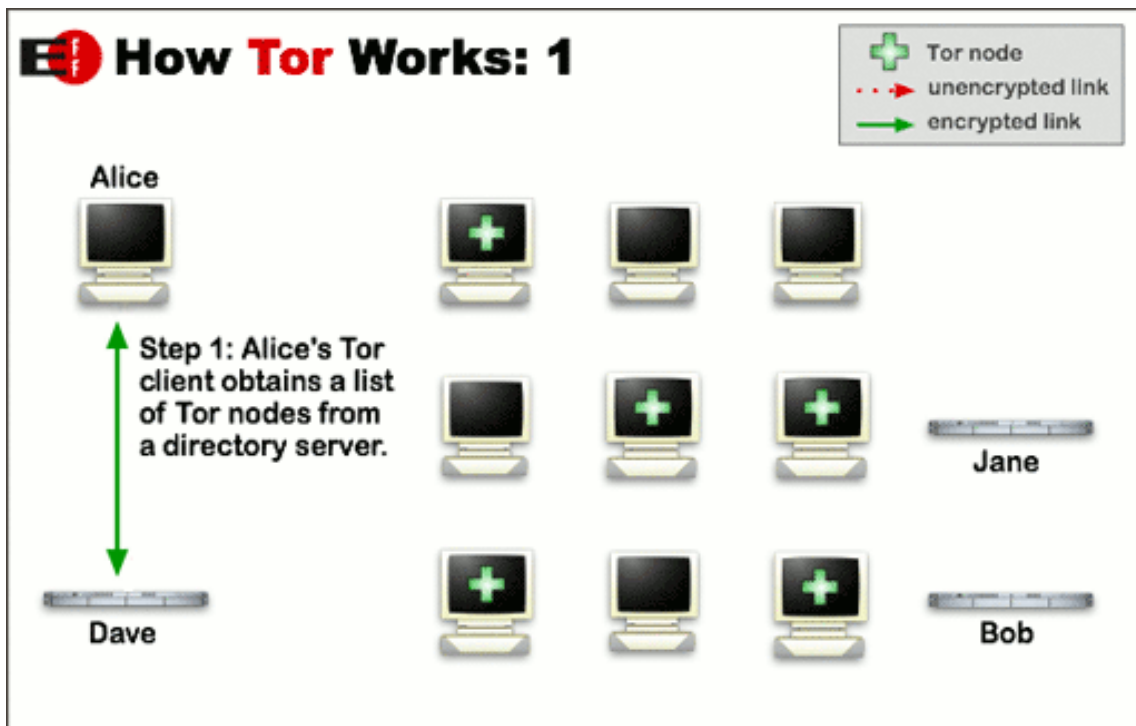 EFF How Tor Works: 1
Tor node
unencrypted link
encrypted link
Alice
Step 1: Alice's Tor
client obtains a list
of Tor nodes from
a directory server.
Jane
Dave
Bob